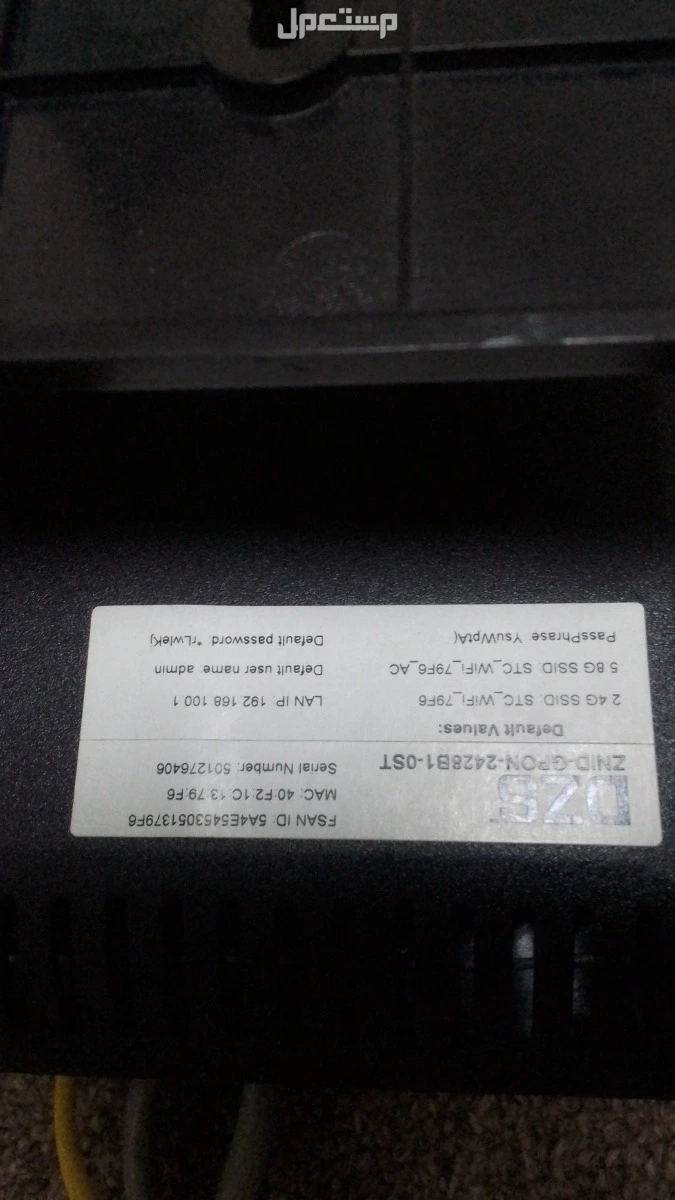 مستعمل
DZS
ZNID-GPON-2428B1-0ST
FSAN ID: 5A4E5453051379F6
MAC: 40:F2:1C:13:79:F6
Serial Number: 501276406
Default Values:
2.4G SSID: STC_WiFi_79F6
5.8G SSID: STC_WiFi_79F6_AC
PassPhrase: YsuWptA(
LAN IP: 192.168.100.1
Default user name: admin
Default password: *rLwleKj